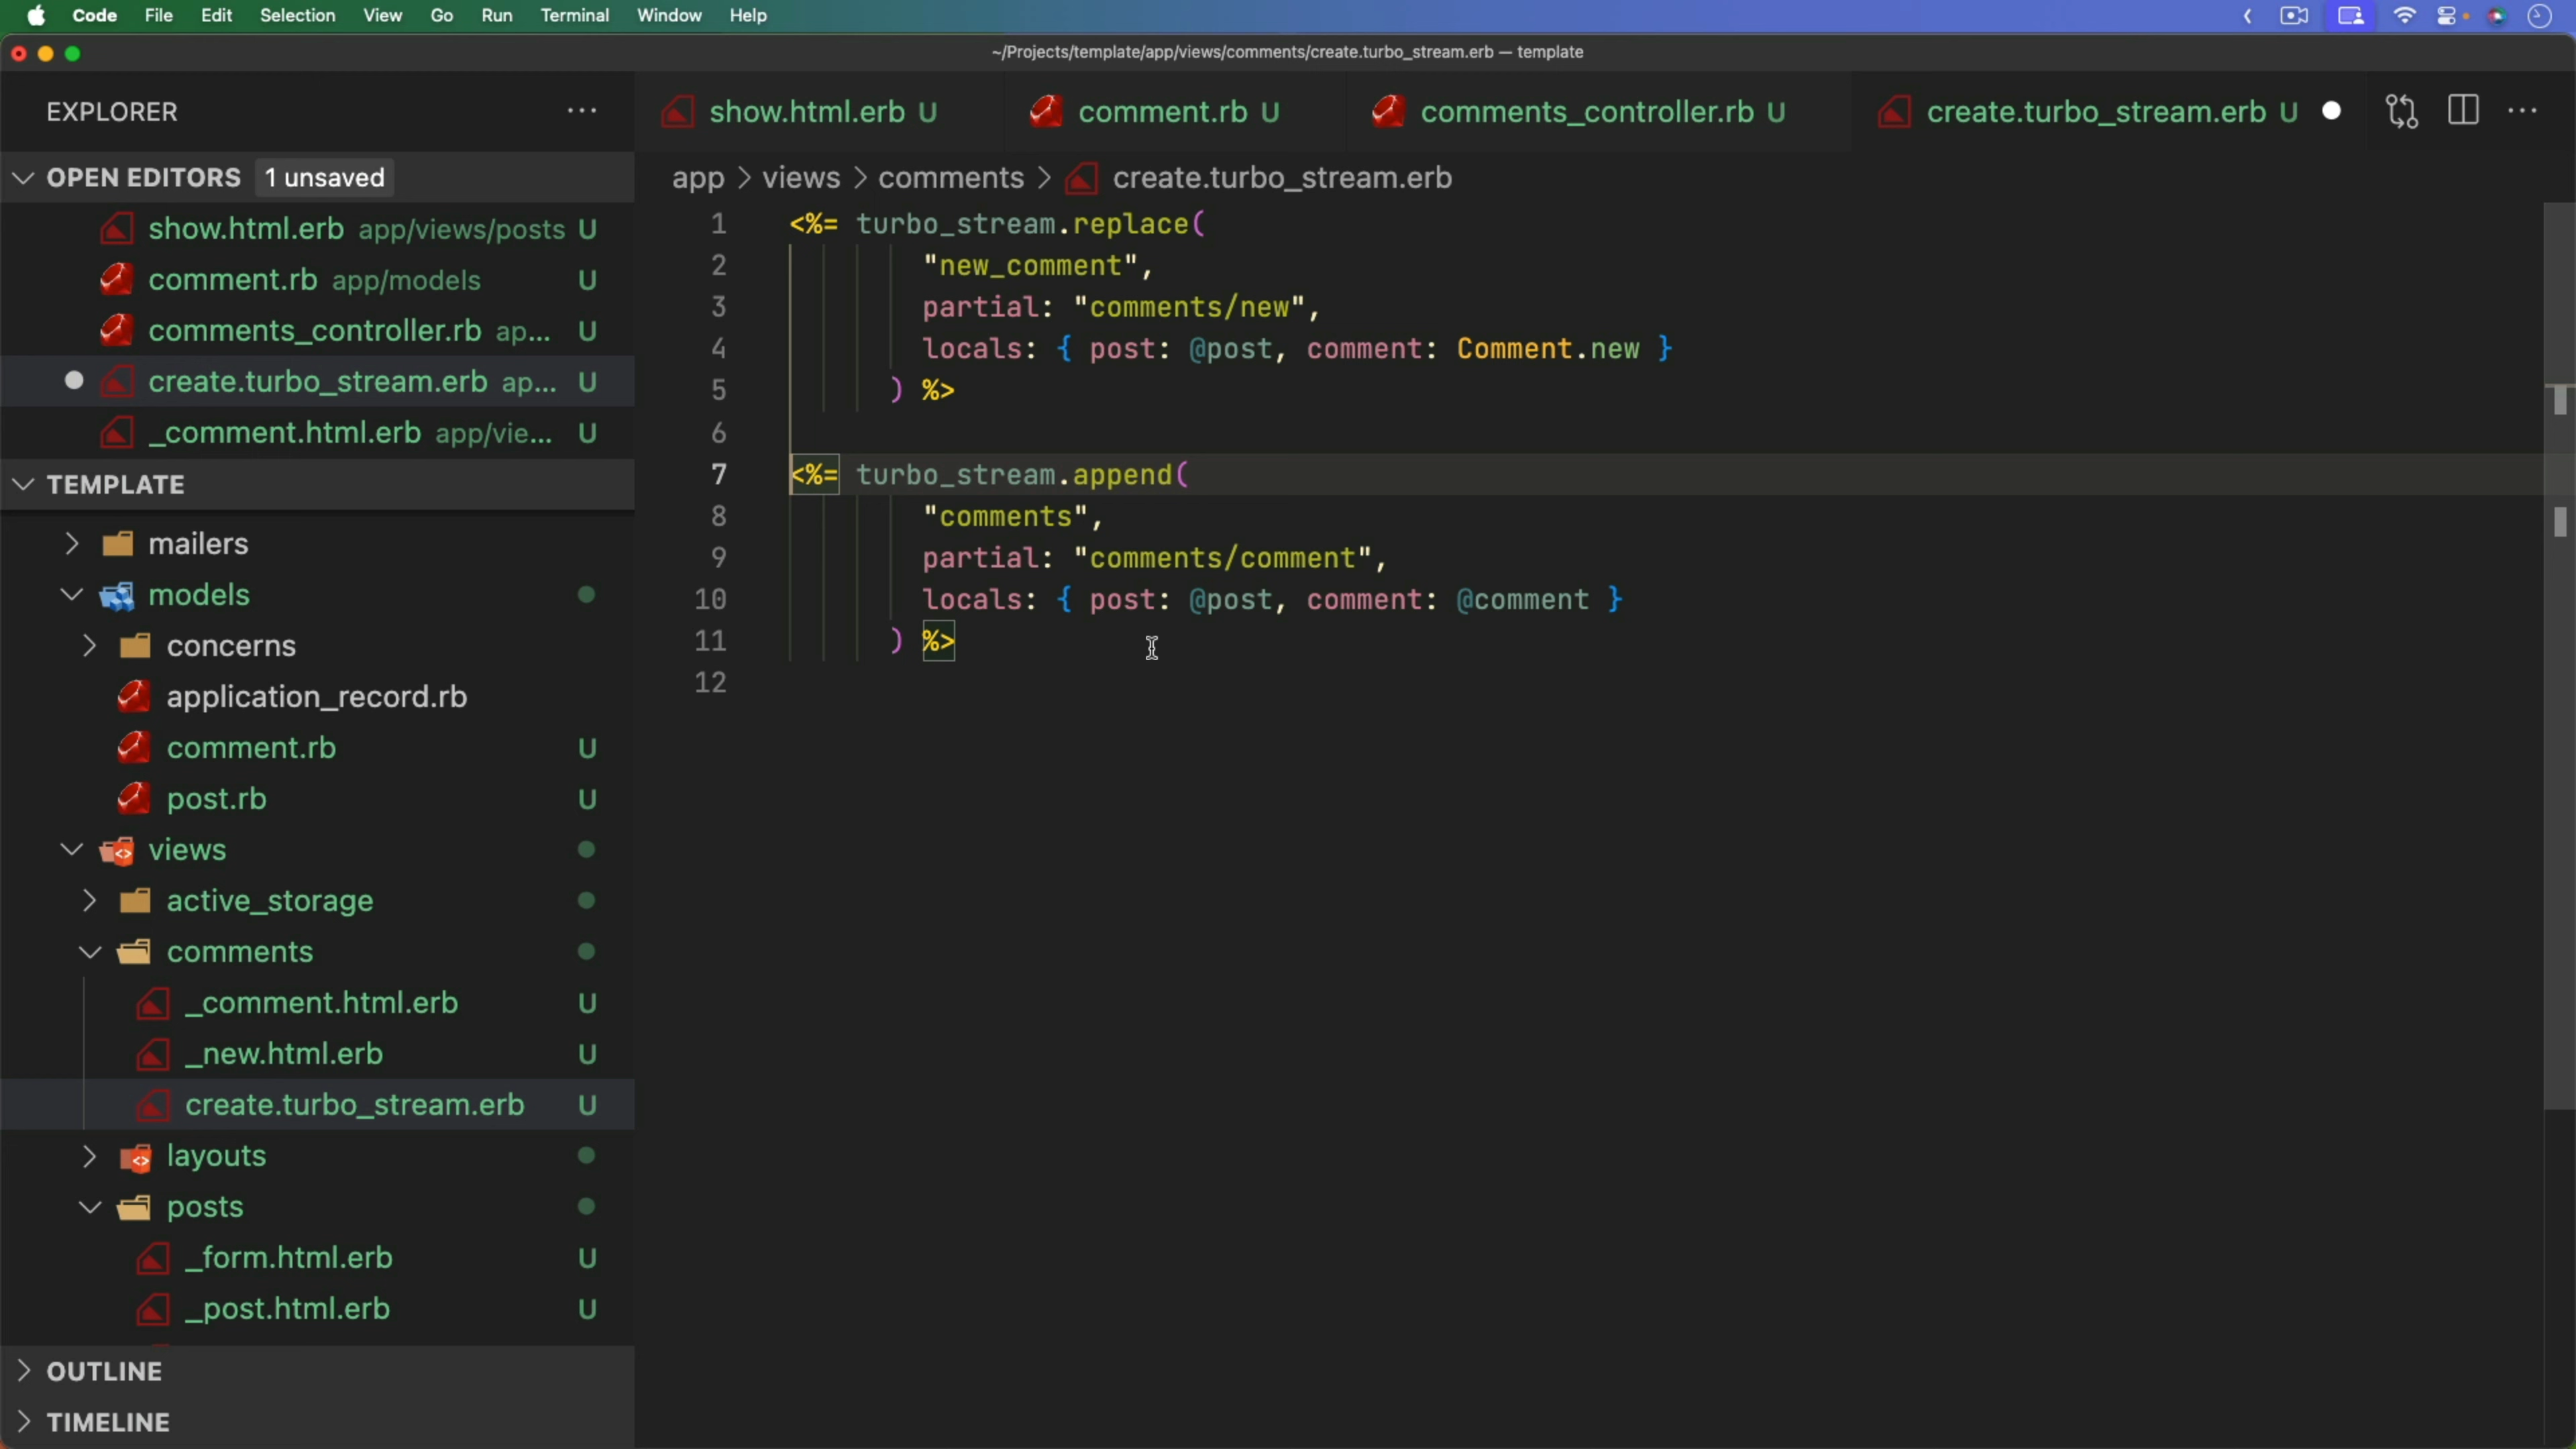 Code File Edit Selection View Go Run Terminal Window Help
~/Projects/template/app/views/comments/create.turbo_stream.erb — template
EXPLORER
show.html.erb U
comment.rb U
comments_controller.rb U
create.turbo_stream.erb U
OPEN EDITORS 1 unsaved
show.html.erb app/views/posts U
comment.rb app/models U
comments_controller.rb ap... U
create.turbo_stream.erb ap... U
_comment.html.erb app/vie... U
TEMPLATE
mailers
models
concerns
application_record.rb
comment.rb U
post.rb U
views
active_storage
comments
_comment.html.erb U
_new.html.erb U
create.turbo_stream.erb U
layouts
posts
_form.html.erb U
_post.html.erb U
OUTLINE
TIMELINE
app > views > comments > create.turbo_stream.erb
1 <%= turbo_stream.replace(
2 "new_comment",
3 partial: "comments/new",
4 locals: { post: @post, comment: Comment.new }
5 ) %>
6
7 <%= turbo_stream.append(
8 "comments",
9 partial: "comments/comment",
10 locals: { post: @post, comment: @comment }
11 ) %>
12